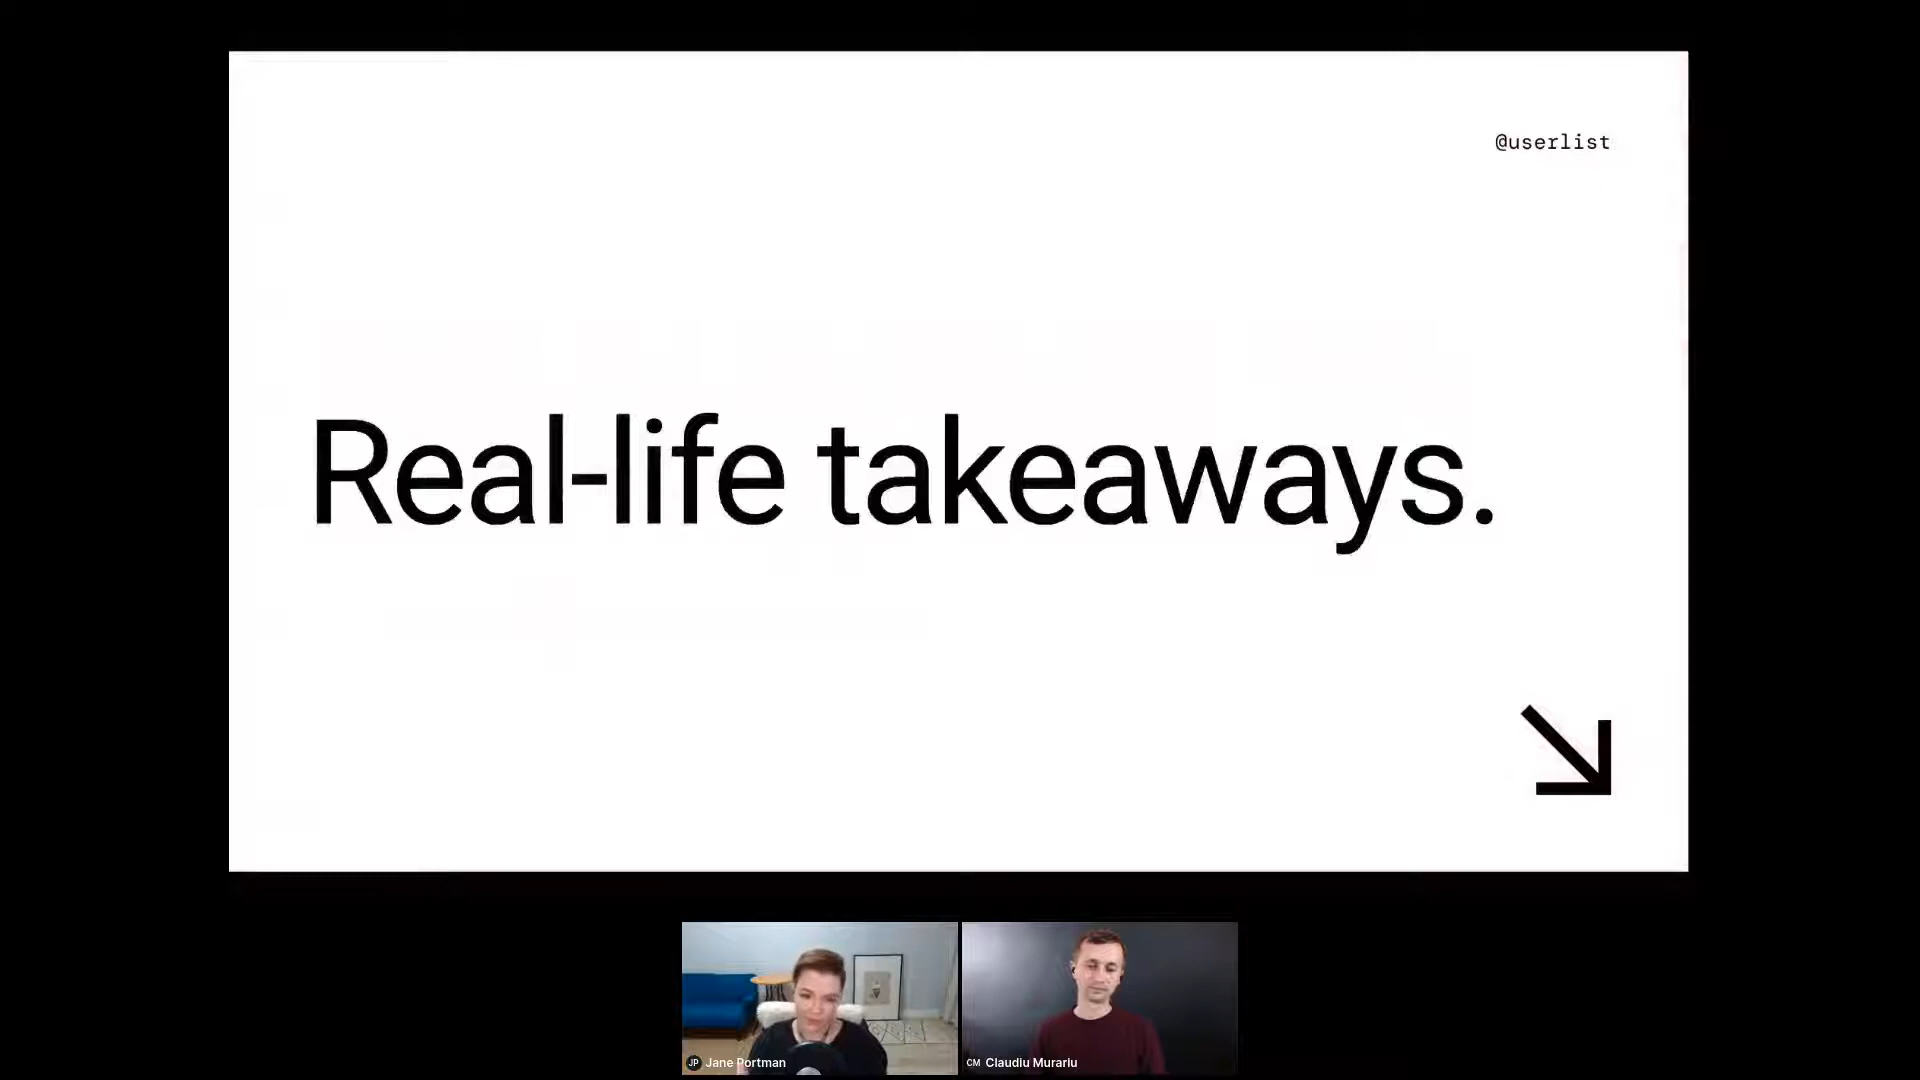 @userlist
Real-life takeaways.
JP Jane Portman
CM Claudiu Murariu